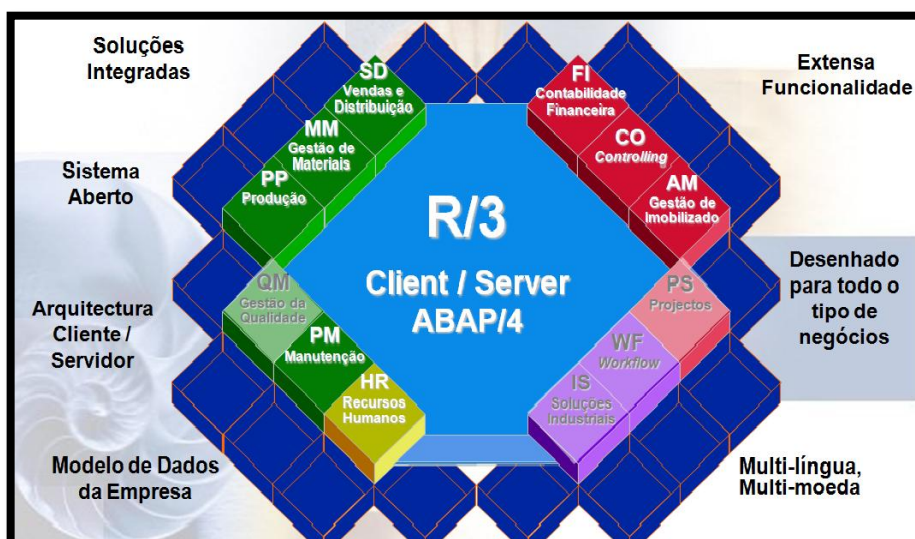 Soluções
Integradas
Extensa
Funcionalidade
SD
Vendas e
Distribuição
MM
Gestão de
Materiais
PP
Produção
FI
Contabilidade
Financeira
CO
Controlling
AM
Gestão de
Imobilizado
Sistema
Aberto
R/3
Client / Server
ABAP/4
Desenhado
para todo o
tipo de
negócios
Arquitectura
Cliente /
Servidor
QM
Gestão da
Qualidade
PM
Manutenção
HR
Recursos
Humanos
PS
Projectos
WF
Workflow
IS
Soluções
Industriais
Modelo de Dados
da Empresa
Multi-língua,
Multi-moeda